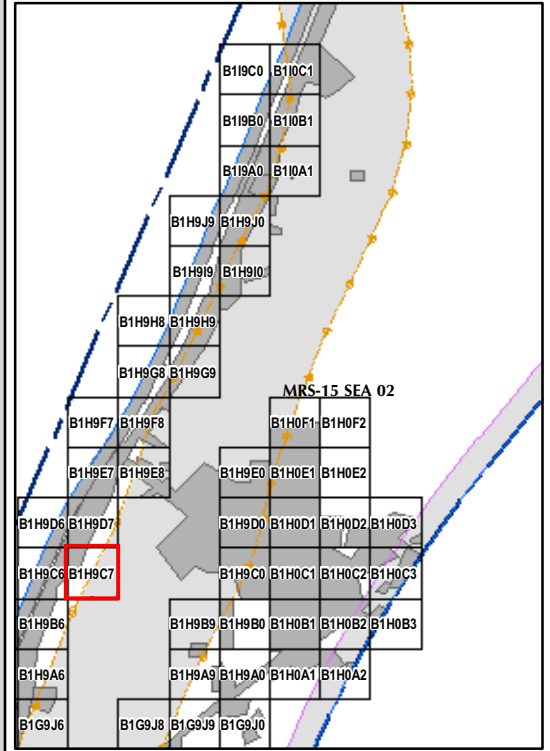 B1I9C0 B1I0C1
B1I9B0 B1I0B1
B1I9A0 B1I0A1
B1H9J9 B1H9J0
B1H9I9 B1H9I0
B1H9H8 B1H9H9
B1H9G8 B1H9G9
MRS-15 SEA 02
B1H9F7 B1H9F8 B1H0F1 B1H0F2
B1H9E7 B1H9E8 B1H9E0 B1H0E1 B1H0E2
B1H9D6 B1H9D7 B1H9D0 B1H0D1 B1H0D2 B1H0D3
B1H9C6 B1H9C7 B1H9C0 B1H0C1 B1H0C2 B1H0C3
B1H9B6 B1H9B9 B1H9B0 B1H0B1 B1H0B2 B1H0B3
B1H9A6 B1H9A9 B1H9A0 B1H0A1 B1H0A2
B1G9J6 B1G9J8 B1G9J9 B1G9J0